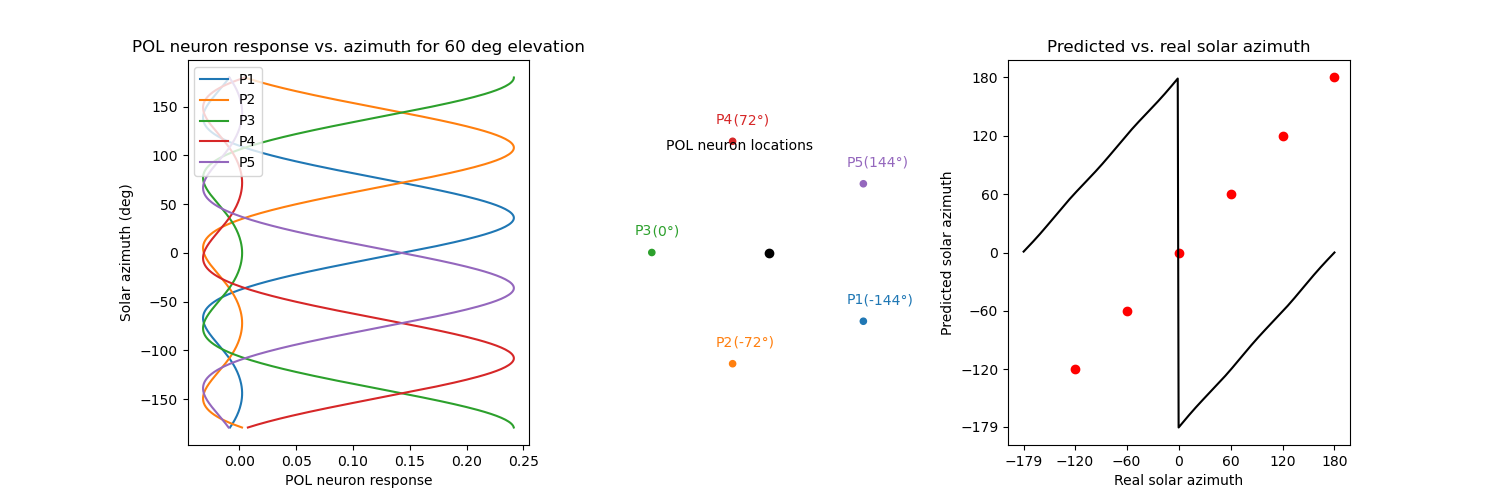 POL neuron response vs. azimuth for 60 deg elevation
P1
P2
P3
P4
P5
150
100
50
0
−50
−100
−150
Solar azimuth (deg)
0.00 0.05 0.10 0.15 0.20 0.25
POL neuron response
P4(72°)
POL neuron locations
P5(144°)
P3(0°)
P1(-144°)
P2(-72°)
Predicted vs. real solar azimuth
180
120
60
0
−60
−120
−179
Predicted solar azimuth
−179 −120 −60 0 60 120 180
Real solar azimuth